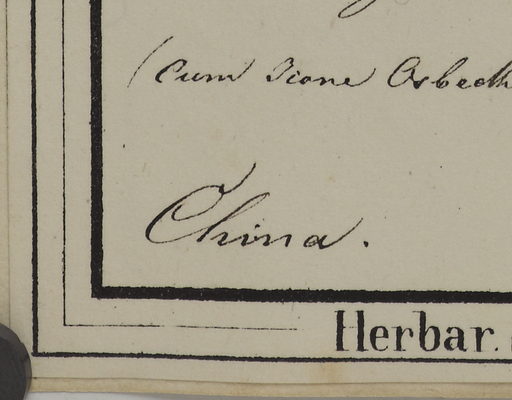 (Cum Icone Osbeck
China.
Herbar.